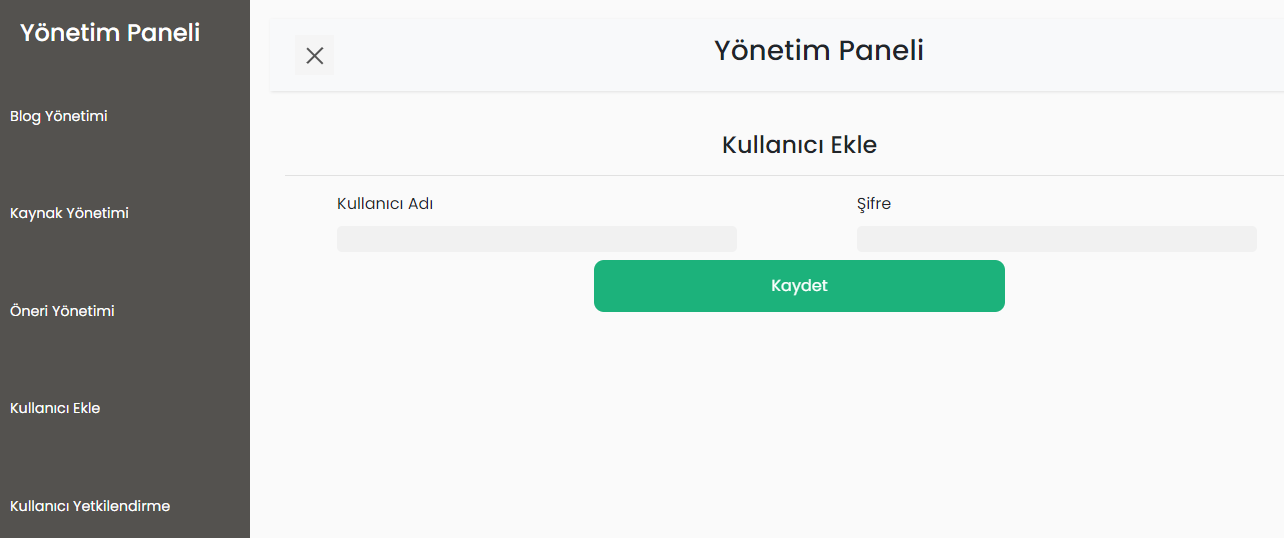 Yönetim Paneli
Blog Yönetimi
Kaynak Yönetimi
Öneri Yönetimi
Kullanıcı Ekle
Kullanıcı Yetkilendirme
Yönetim Paneli
Kullanıcı Ekle
Kullanıcı Adı
Şifre
Kaydet